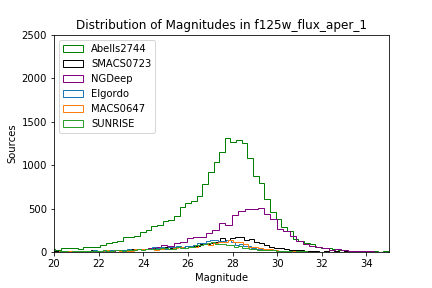 Distribution of Magnitudes in f125w_flux_aper_1
2500
2000
1500
1000
500
0
Sources
Abells2744
SMACS0723
NGDeep
Elgordo
MACS0647
SUNRISE
20 22 24 26 28 30 32 34
Magnitude